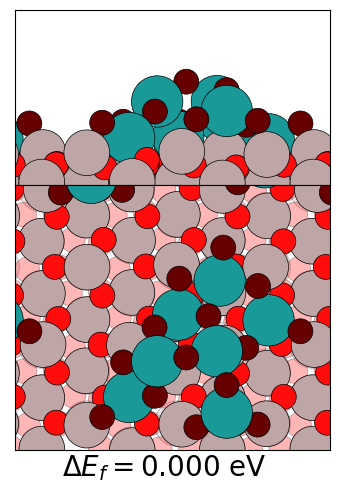 $\Delta E_f = 0.000$ eV